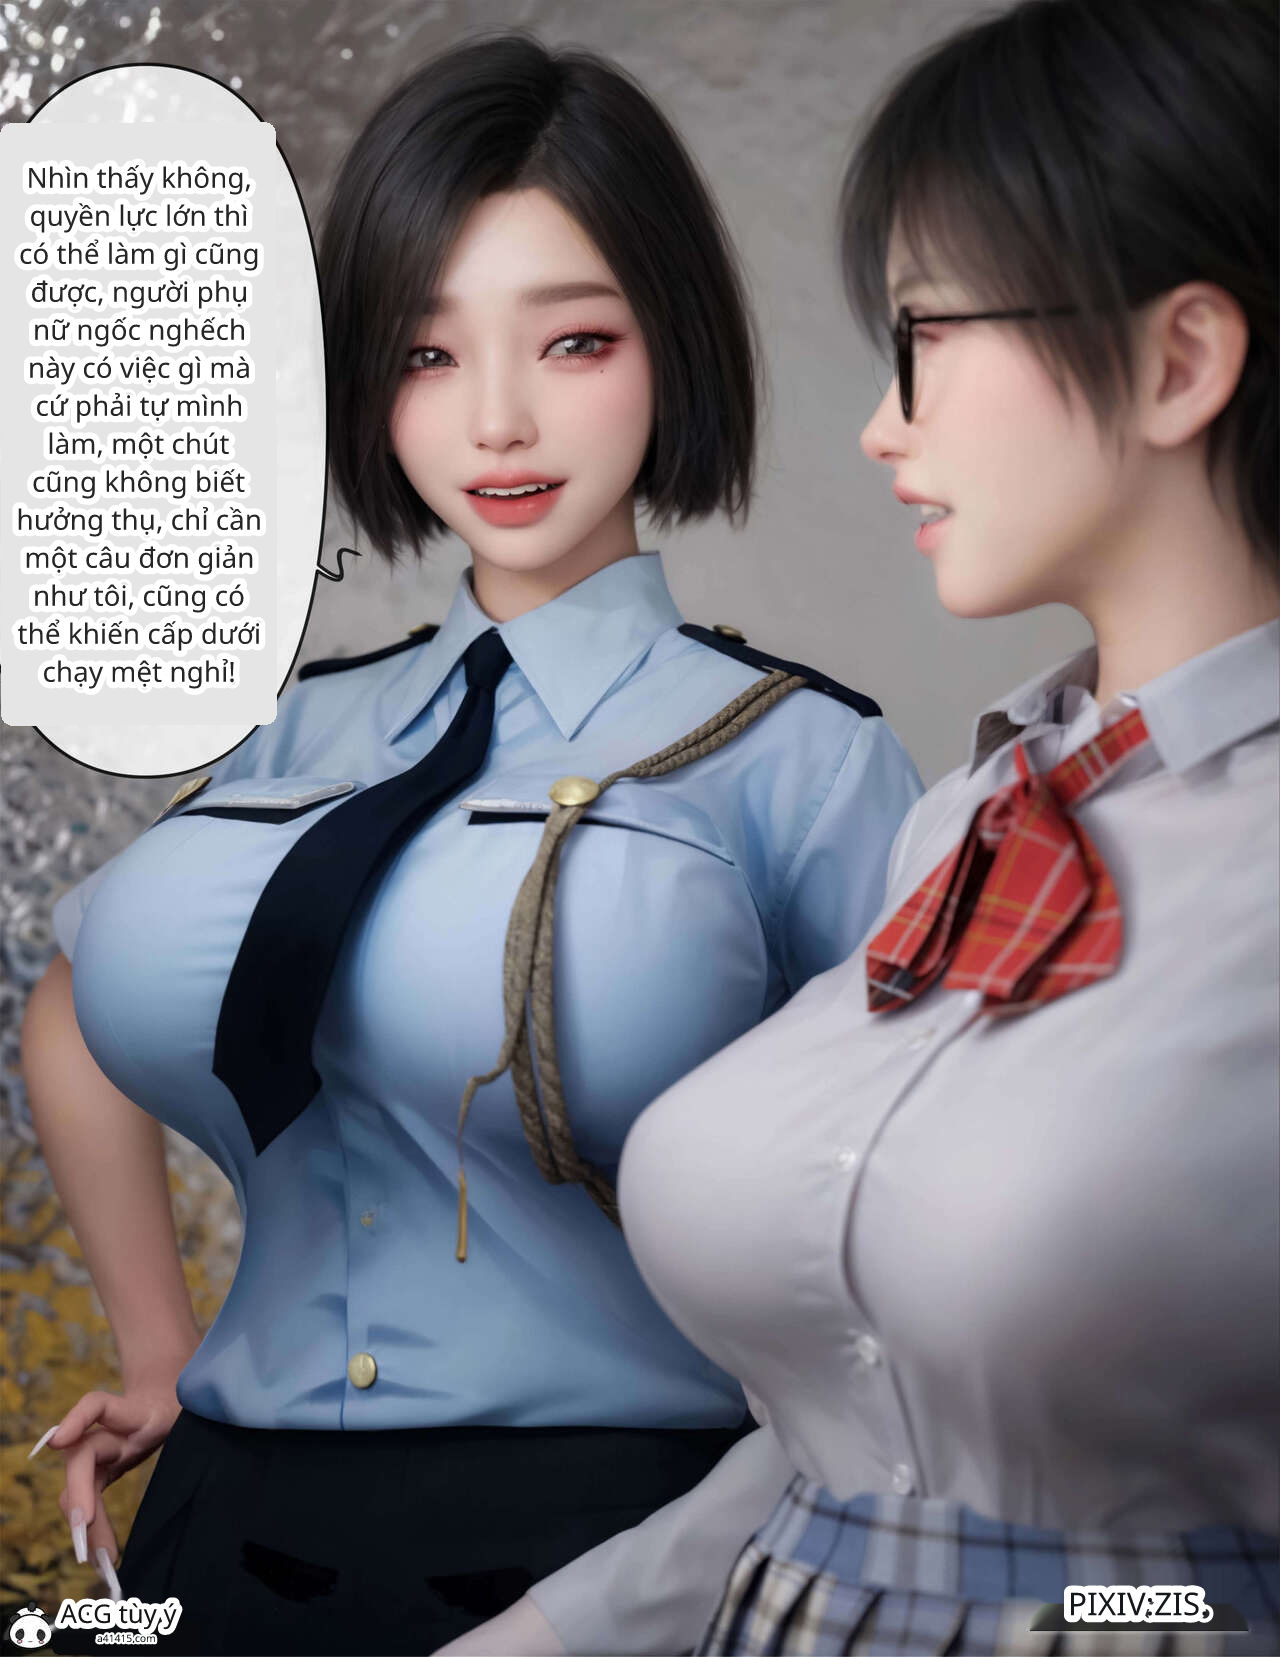 Nhìn thấy không,
quyền lực lớn thì
có thể làm gì cũng
được, người phụ
nữ ngốc nghếch
này có việc gì mà
cứ phải tự mình
làm, một chút
cũng không biết
hưởng thụ, chỉ cần
một câu đơn giản
như tôi, cũng có
thể khiến cấp dưới
chạy mệt nghỉ!
ACG tùy ý
a41415.com
PIXIV:ZIS.